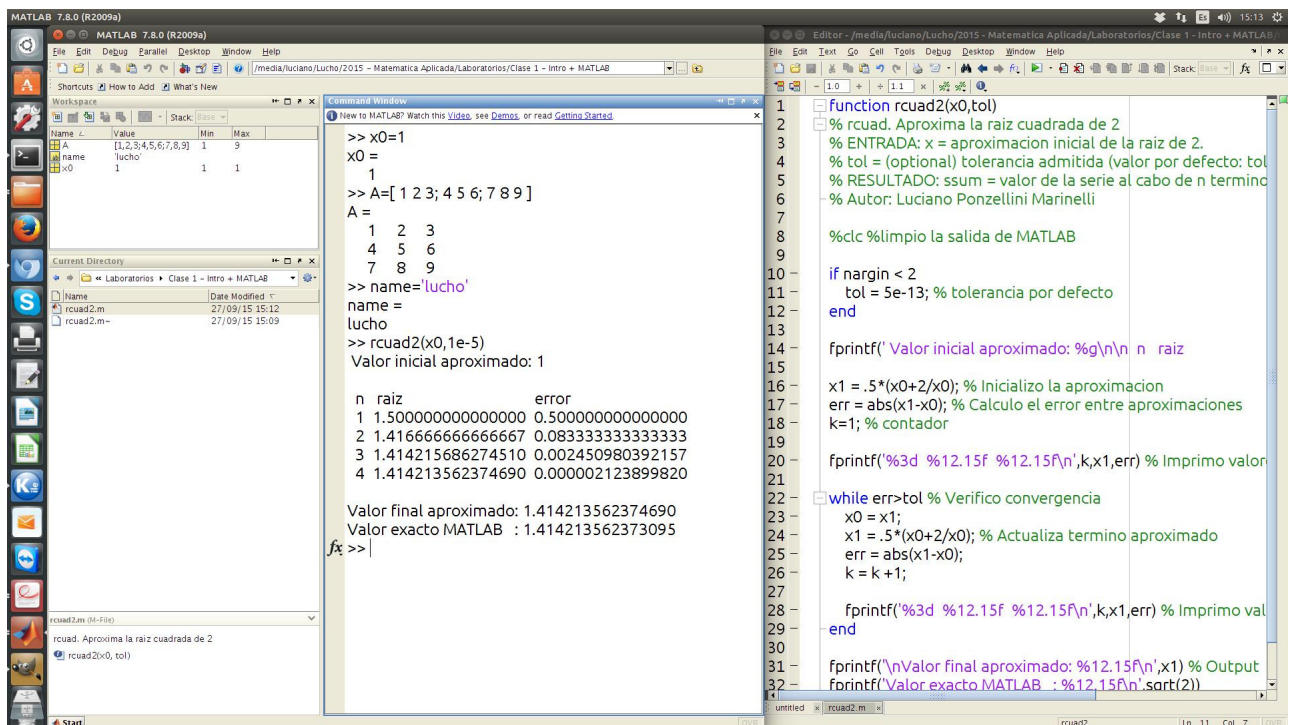 MATLAB 7.8.0 (R2009a)
Es 15:13
MATLAB 7.8.0 (R2009a)
File Edit Debug Parallel Desktop Window Help
/media/luciano/Lucho/2015 - Matematica Aplicada/Laboratorios/Clase 1 - Intro + MATLAB
Shortcuts How to Add What's New
Workspace
Stack: Base
Name Value Min Max
A [1,2,3;4,5,6;7,8,9] 1 9
name 'lucho'
x0 1 1 1
Current Directory
« Laboratorios Clase 1 - Intro + MATLAB
Name Date Modified
rcuad2.m 27/09/15 15:12
rcuad2.m~ 27/09/15 15:09
rcuad2.m (M-File)
rcuad. Aproxima la raiz cuadrada de 2
rcuad2(x0, tol)
Start
Command Window
New to MATLAB? Watch this Video, see Demos, or read Getting Started.
>> x0=1
x0 =
1
>> A=[ 1 2 3; 4 5 6; 7 8 9 ]
A =
1 2 3
4 5 6
7 8 9
>> name='lucho'
name =
lucho
>> rcuad2(x0,1e-5)
Valor inicial aproximado: 1
n raiz error
1 1.500000000000000 0.500000000000000
2 1.416666666666667 0.083333333333333
3 1.414215686274510 0.002450980392157
4 1.414213562374690 0.000002123899820
Valor final aproximado: 1.414213562374690
Valor exacto MATLAB : 1.414213562373095
fx >>
OVR
Editor - /media/luciano/Lucho/2015 - Matematica Aplicada/Laboratorios/Clase 1 - Intro + MATLAB/
File Edit Text Go Cell Tools Debug Desktop Window Help
Stack: Base fx
- 1.0 + ÷ 1.1 ×
1 function rcuad2(x0,tol)
2 % rcuad. Aproxima la raiz cuadrada de 2
3 % ENTRADA: x = aproximacion inicial de la raiz de 2.
4 % tol = (optional) tolerancia admitida (valor por defecto: tol
5 % RESULTADO: ssum = valor de la serie al cabo de n termino
6 % Autor: Luciano Ponzellini Marinelli
7
8 %clc %limpio la salida de MATLAB
9
10 − if nargin < 2
11 − tol = 5e-13; % tolerancia por defecto
12 − end
13
14 − fprintf(' Valor inicial aproximado: %g\n\n n raiz
15
16 − x1 = .5*(x0+2/x0); % Inicializo la aproximacion
17 − err = abs(x1-x0); % Calculo el error entre aproximaciones
18 − k=1; % contador
19
20 − fprintf('%3d %12.15f %12.15f\n',k,x1,err) % Imprimo valor
21
22 − while err>tol % Verifico convergencia
23 − x0 = x1;
24 − x1 = .5*(x0+2/x0); % Actualiza termino aproximado
25 − err = abs(x1-x0);
26 − k = k +1;
27
28 − fprintf('%3d %12.15f %12.15f\n',k,x1,err) % Imprimo val
29 − end
30
31 − fprintf('\nValor final aproximado: %12.15f\n',x1) % Output
32 − fprintf('Valor exacto MATLAB : %12.15f\n',sqrt(2))
untitled × rcuad2.m ×
rcuad2 Ln 11 Col 7 OVR